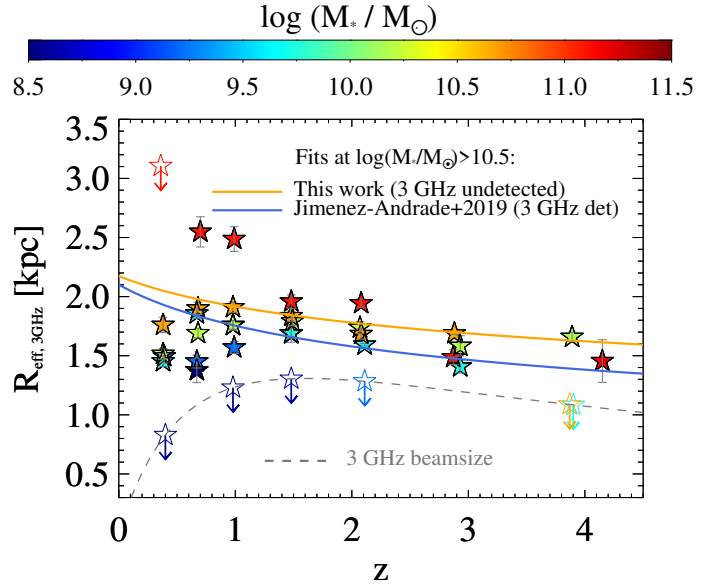 log (M* / M⊙)
8.5 9.0 9.5 10.0 10.5 11.0 11.5
Fits at log(M*/M⊙)>10.5:
This work (3 GHz undetected)
Jimenez-Andrade+2019 (3 GHz det)
3 GHz beamsize
R_eff, 3GHz [kpc]
3.5
3.0
2.5
2.0
1.5
1.0
0.5
0 1 2 3 4
z